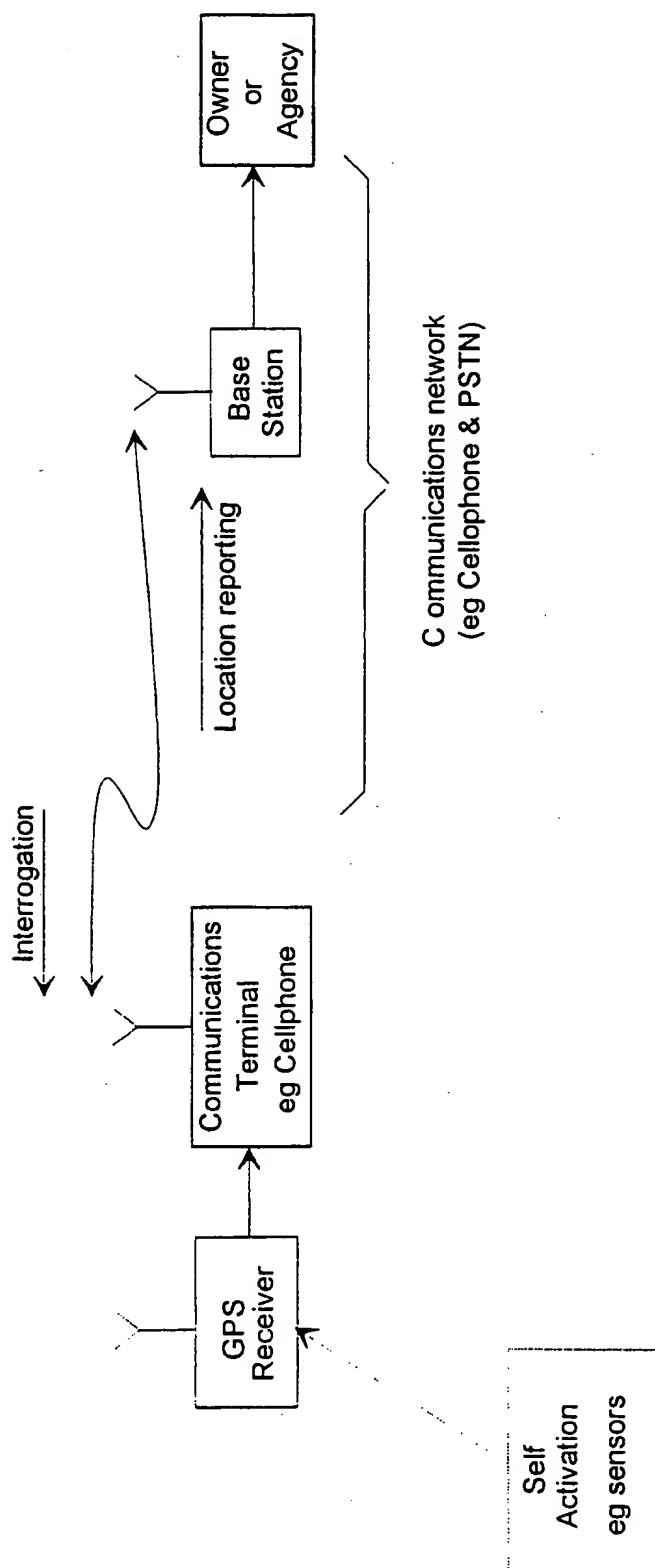 Interrogation
GPS
Receiver
Communications
Terminal
eg Cellphone
Location reporting
Base
Station
Owner
or
Agency
C ommunications network
(eg Cellophone & PSTN)
Self
Activation
eg sensors